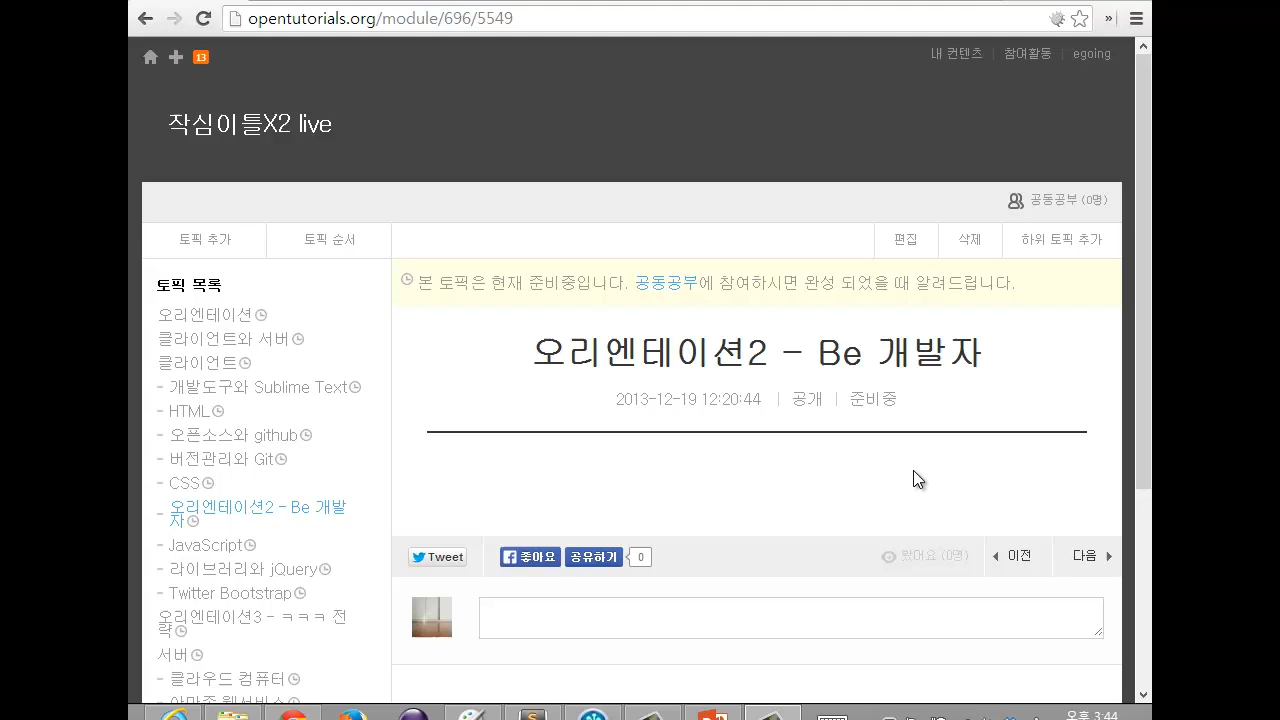 opentutorials.org/module/696/5549
»
13
내 컨텐츠
참여활동
egoing
작심이틀X2 live
공동공부 (0명)
토픽 추가
토픽 순서
편집
삭제
하위 토픽 추가
토픽 목록
오리엔테이션
클라이언트와 서버
클라이언트
- 개발도구와 Sublime Text
- HTML
- 오픈소스와 github
- 버전관리와 Git
- CSS
- 오리엔테이션2 - Be 개발
자
- JavaScript
- 라이브러리와 jQuery
- Twitter Bootstrap
오리엔테이션3 - ㅋㅋㅋ 전
략
서버
- 클라우드 컴퓨터
- 아마존 웹서비스
본 토픽은 현재 준비중입니다. 공동공부에 참여하시면 완성 되었을 때 알려드립니다.
오리엔테이션2 - Be 개발자
2013-12-19 12:20:44 | 공개 | 준비중
Tweet
좋아요
공유하기
0
봤어요 (0명)
이전
다음
오후 3:44